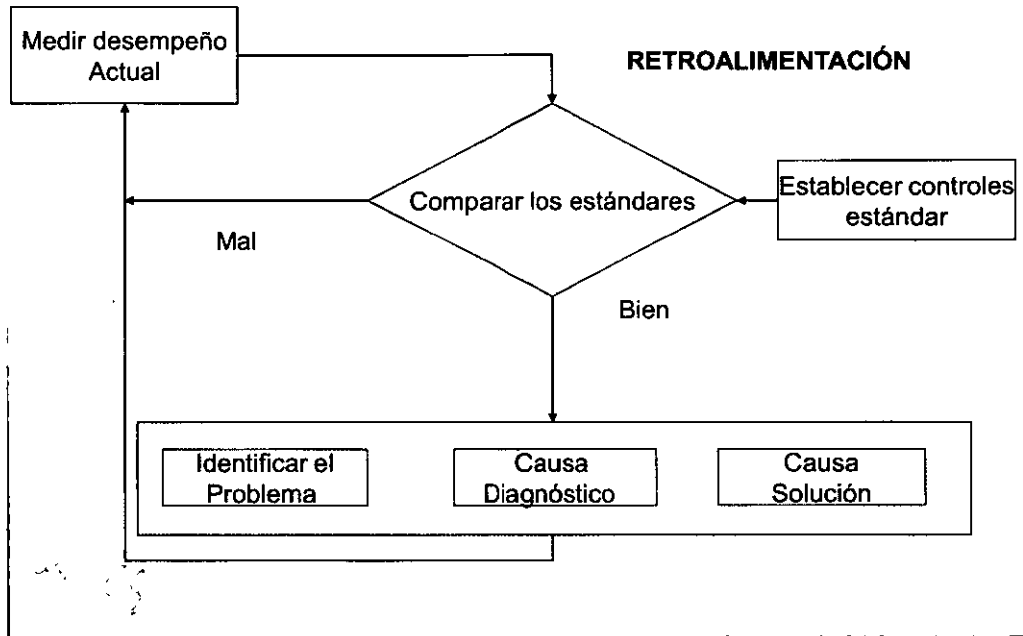 Medir desempeño
Actual
RETROALIMENTACIÓN
Comparar los estándares
Establecer controles
estándar
Mal
Bien
Identificar el
Problema
Causa
Diagnóstico
Causa
Solución